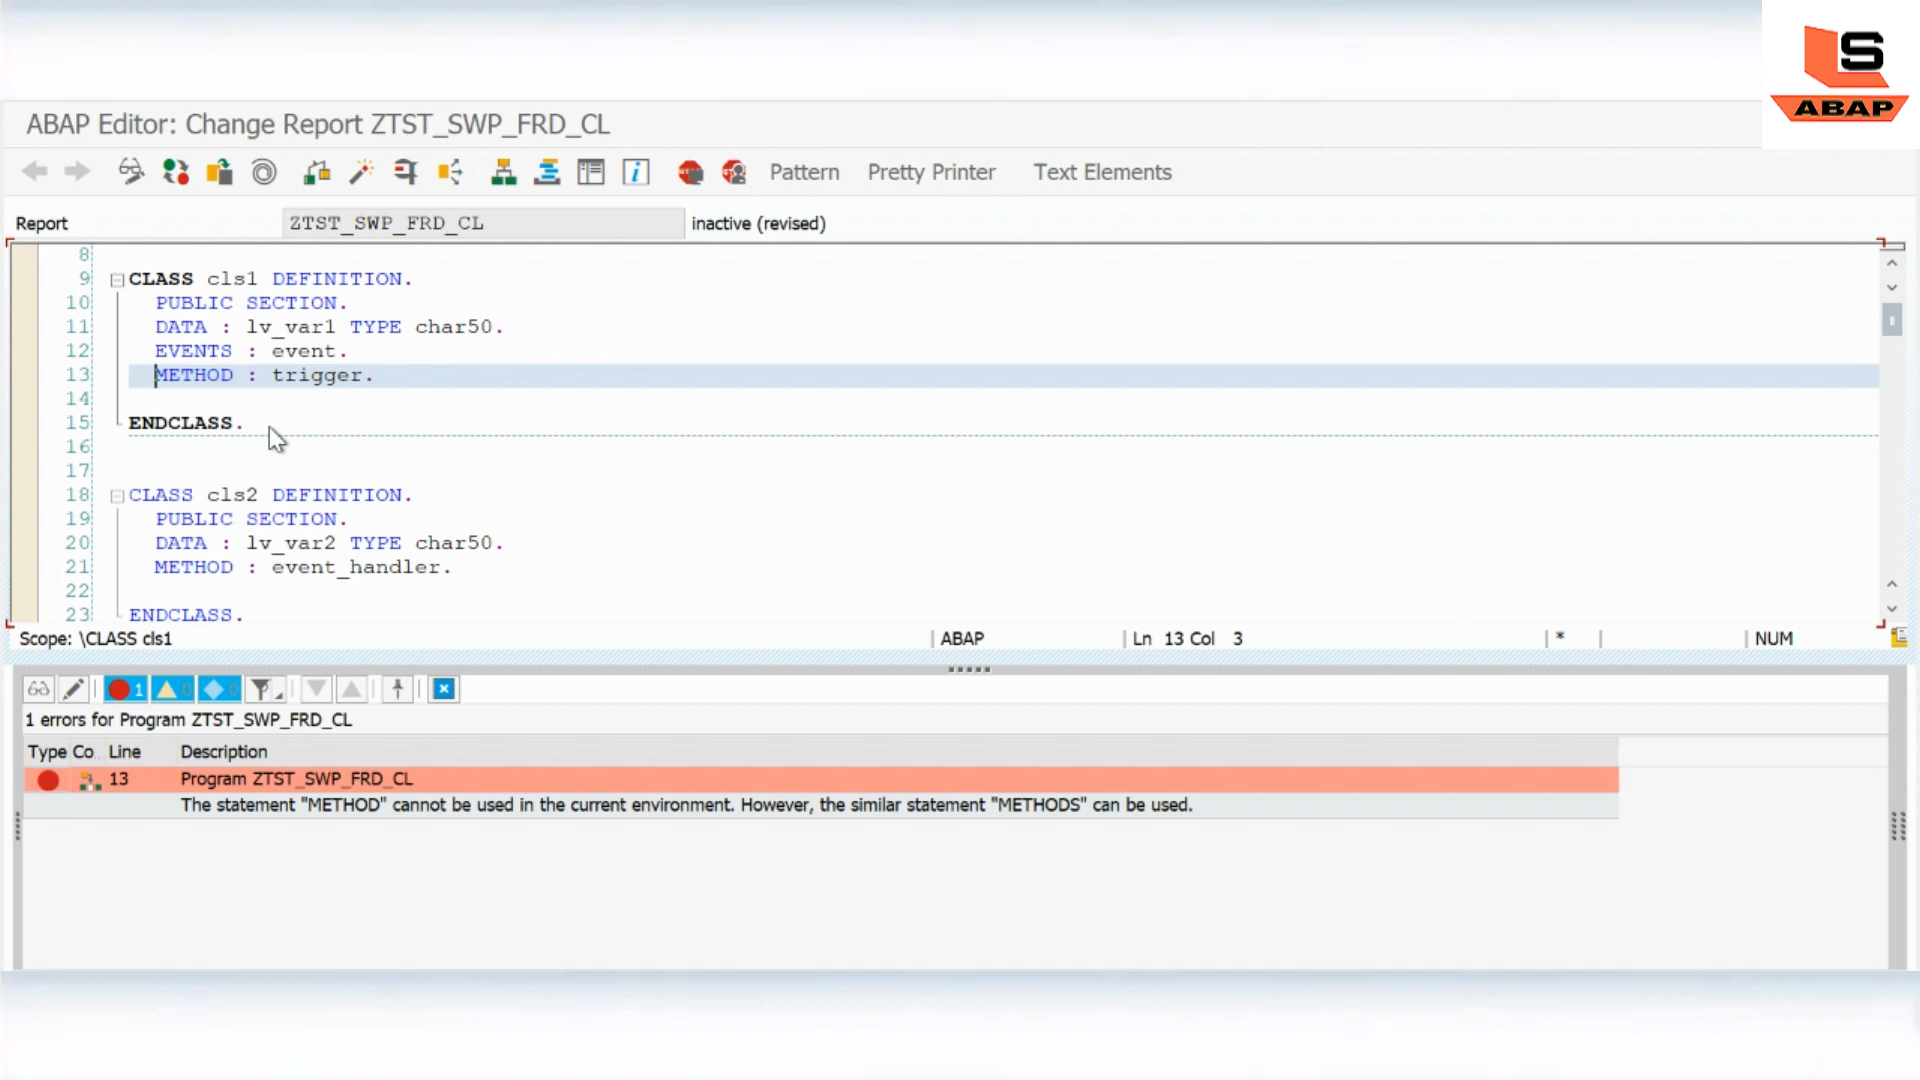 S
ABAP
ABAP Editor: Change Report ZTST_SWP_FRD_CL
Pattern Pretty Printer Text Elements
Report ZTST_SWP_FRD_CL inactive (revised)
8
9 CLASS cls1 DEFINITION.
10 PUBLIC SECTION.
11 DATA : lv_var1 TYPE char50.
12 EVENTS : event.
13 METHOD : trigger.
14
15 ENDCLASS.
16
17
18 CLASS cls2 DEFINITION.
19 PUBLIC SECTION.
20 DATA : lv_var2 TYPE char50.
21 METHOD : event_handler.
22
23 ENDCLASS.
Scope: \CLASS cls1 ABAP Ln 13 Col 3 * NUM
1 0 0
1 errors for Program ZTST_SWP_FRD_CL
Type Co.. Line Description
13 Program ZTST_SWP_FRD_CL
The statement "METHOD" cannot be used in the current environment. However, the similar statement "METHODS" can be used.